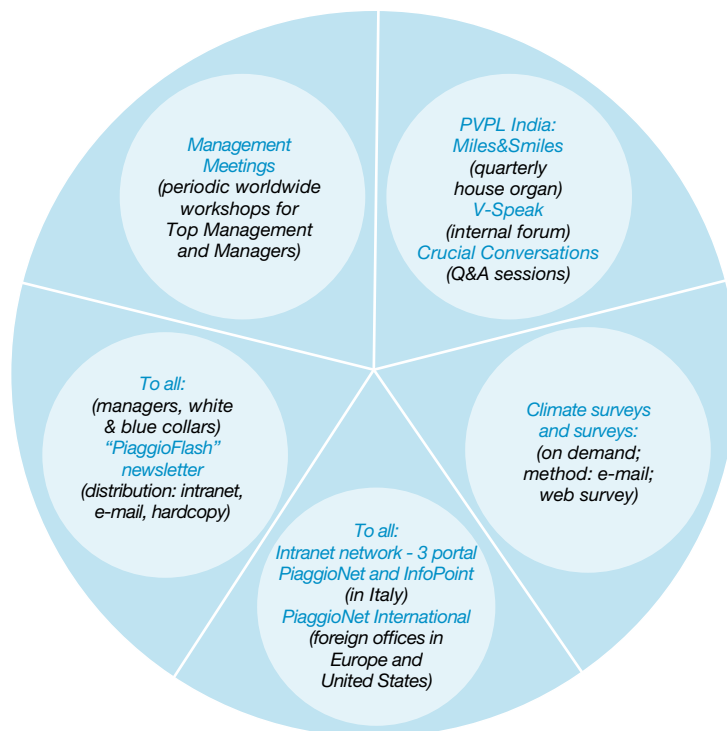 Management
Meetings
(periodic worldwide
workshops for
Top Management
and Managers)
PVPL India:
Miles&Smiles
(quarterly
house organ)
V-Speak
(internal forum)
Crucial Conversations
(Q&A sessions)
To all:
(managers, white
& blue collars)
“PiaggioFlash”
newsletter
(distribution: intranet,
e-mail, hardcopy)
Climate surveys
and surveys:
(on demand;
method: e-mail;
web survey)
To all:
Intranet network - 3 portal
PiaggioNet and InfoPoint
(in Italy)
PiaggioNet International
(foreign offices in
Europe and
United States)